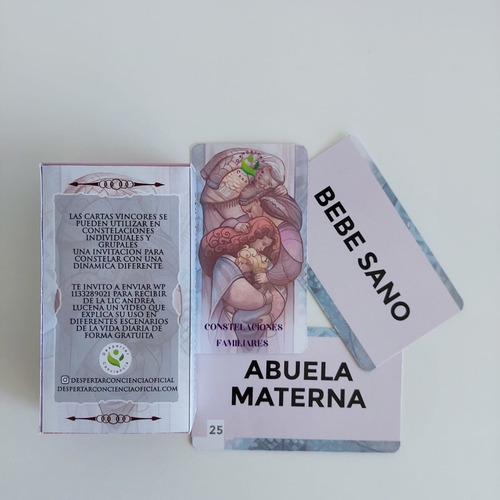 LAS CARTAS VINCORES SE
PUEDEN UTILIZAR EN
CONSTELACIONES
INDIVIDUALES Y
GRUPALES
UNA INVITACION PARA
CONSTELAR CON UNA
DINAMICA DIFERENTE.
TE INVITO A ENVIAR WP
1133289021 PARA RECIBIR
DE LA LIC ANDREA
LUCENA UN VIDEO QUE
EXPLICA SU USO EN
DIFERENTES ESCENARIOS
DE LA VIDA DIARIA DE
FORMA GRATUITA
DESPERTARCONCIENCIAOFICIAL
DESPERTARCONCIENCIAOFICIAL.COM
CONSTELACIONES
FAMILIARES
BEBE SANO
ABUELA
MATERNA
25